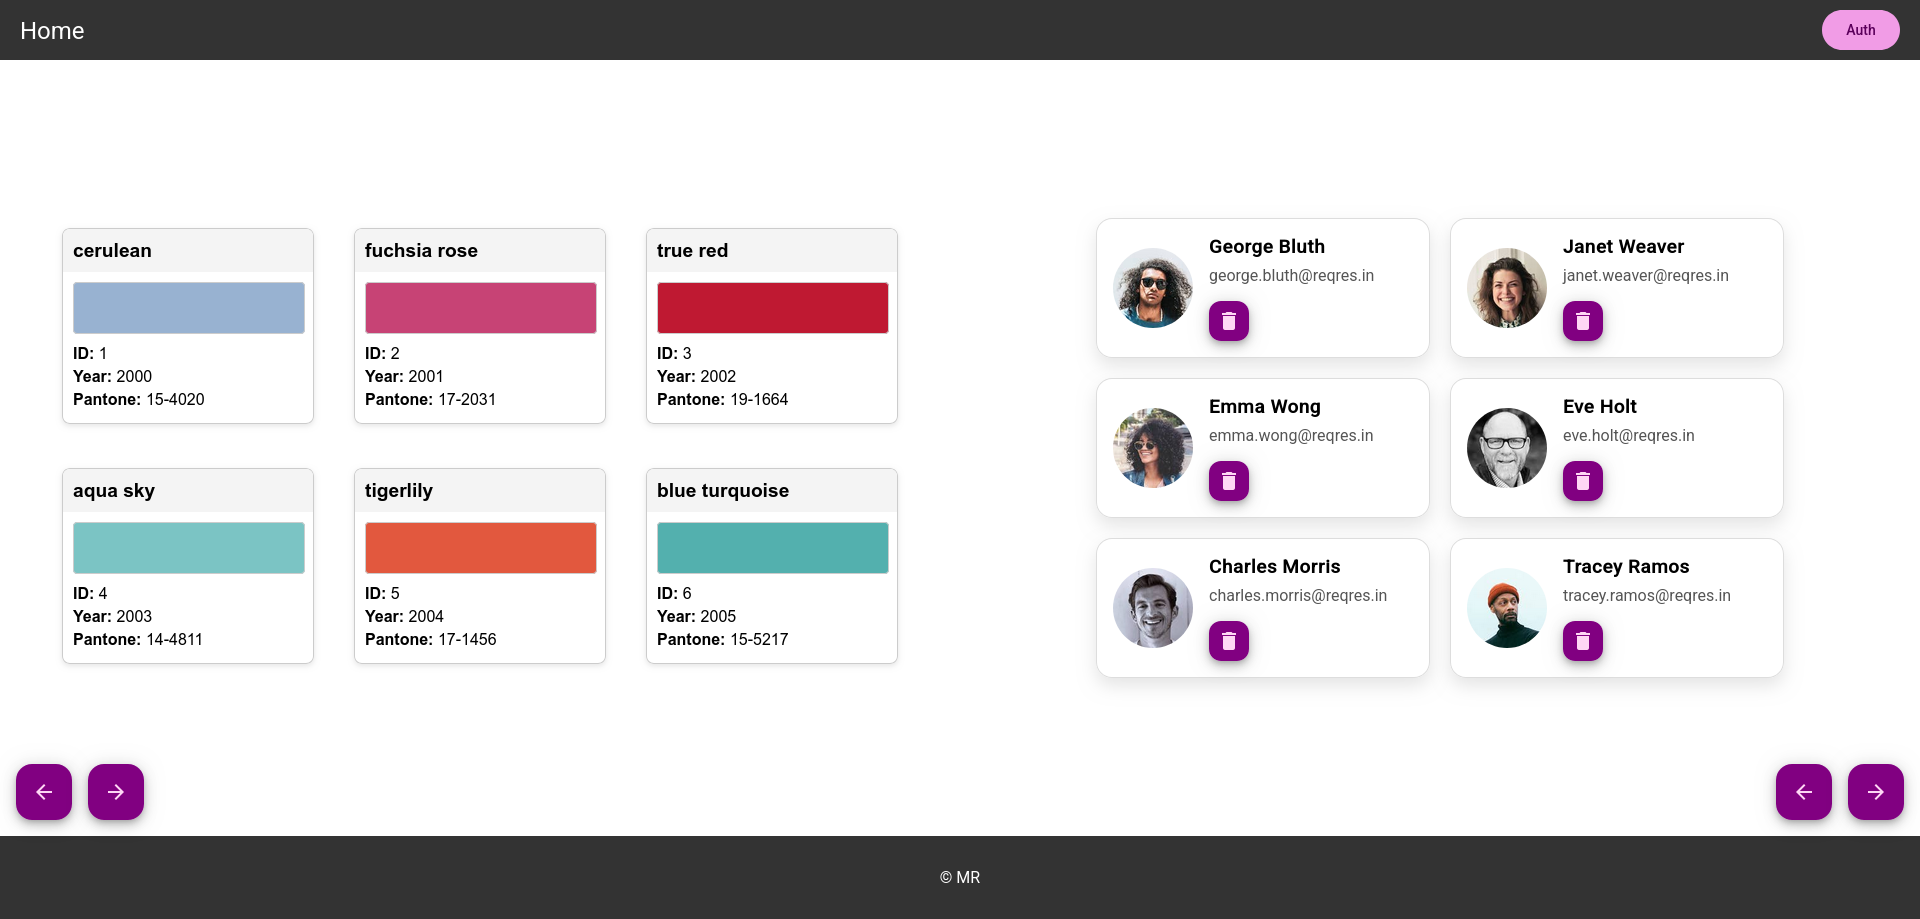 Home
Auth
cerulean
ID: 1
Year: 2000
Pantone: 15-4020
fuchsia rose
ID: 2
Year: 2001
Pantone: 17-2031
true red
ID: 3
Year: 2002
Pantone: 19-1664
aqua sky
ID: 4
Year: 2003
Pantone: 14-4811
tigerlily
ID: 5
Year: 2004
Pantone: 17-1456
blue turquoise
ID: 6
Year: 2005
Pantone: 15-5217
George Bluth
george.bluth@reqres.in
Janet Weaver
janet.weaver@reqres.in
Emma Wong
emma.wong@reqres.in
Eve Holt
eve.holt@reqres.in
Charles Morris
charles.morris@reqres.in
Tracey Ramos
tracey.ramos@reqres.in
© MR